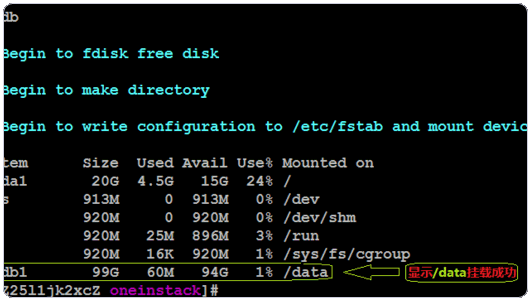 db
Begin to fdisk free disk
Begin to make directory
Begin to write configuration to /etc/fstab and mount devic
tem Size Used Avail Use% Mounted on
da1 20G 4.5G 15G 24% /
s 913M 0 913M 0% /dev
920M 0 920M 0% /dev/shm
920M 25M 896M 3% /run
920M 16K 920M 1% /sys/fs/cgroup
db1 99G 60M 94G 1% /data 显示/data挂载成功
Z25l1jk2xcZ oneinstack]#